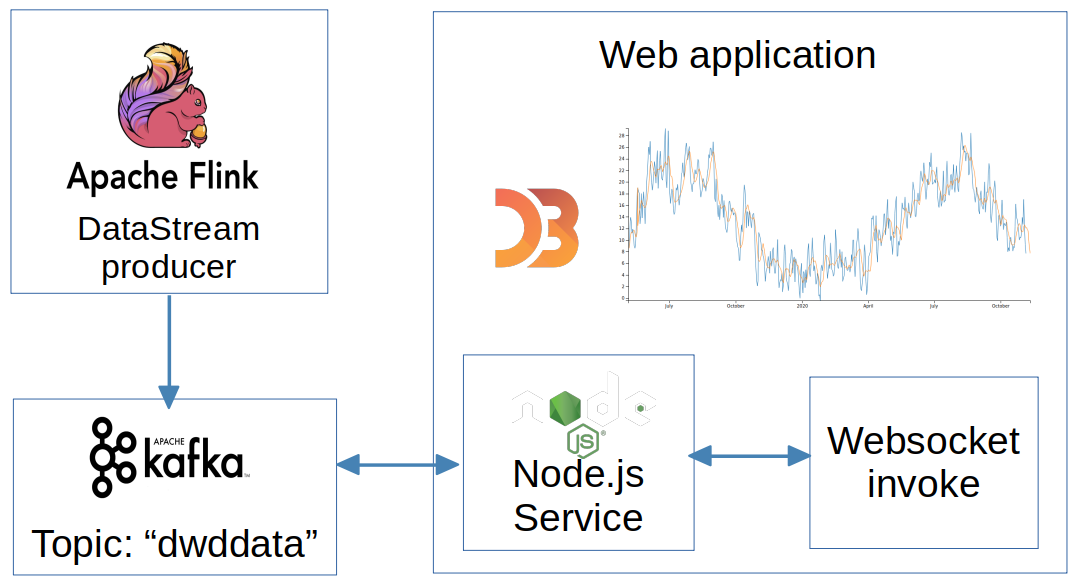 Apache Flink
DataStream
producer
APACHE
kafka
TM
Topic: “dwddata”
Web application
D3
28
26
24
22
20
18
16
14
12
10
8
6
4
2
0
July
October
2020
April
July
October
node
JS
®
Node.js
Service
Websocket
invoke